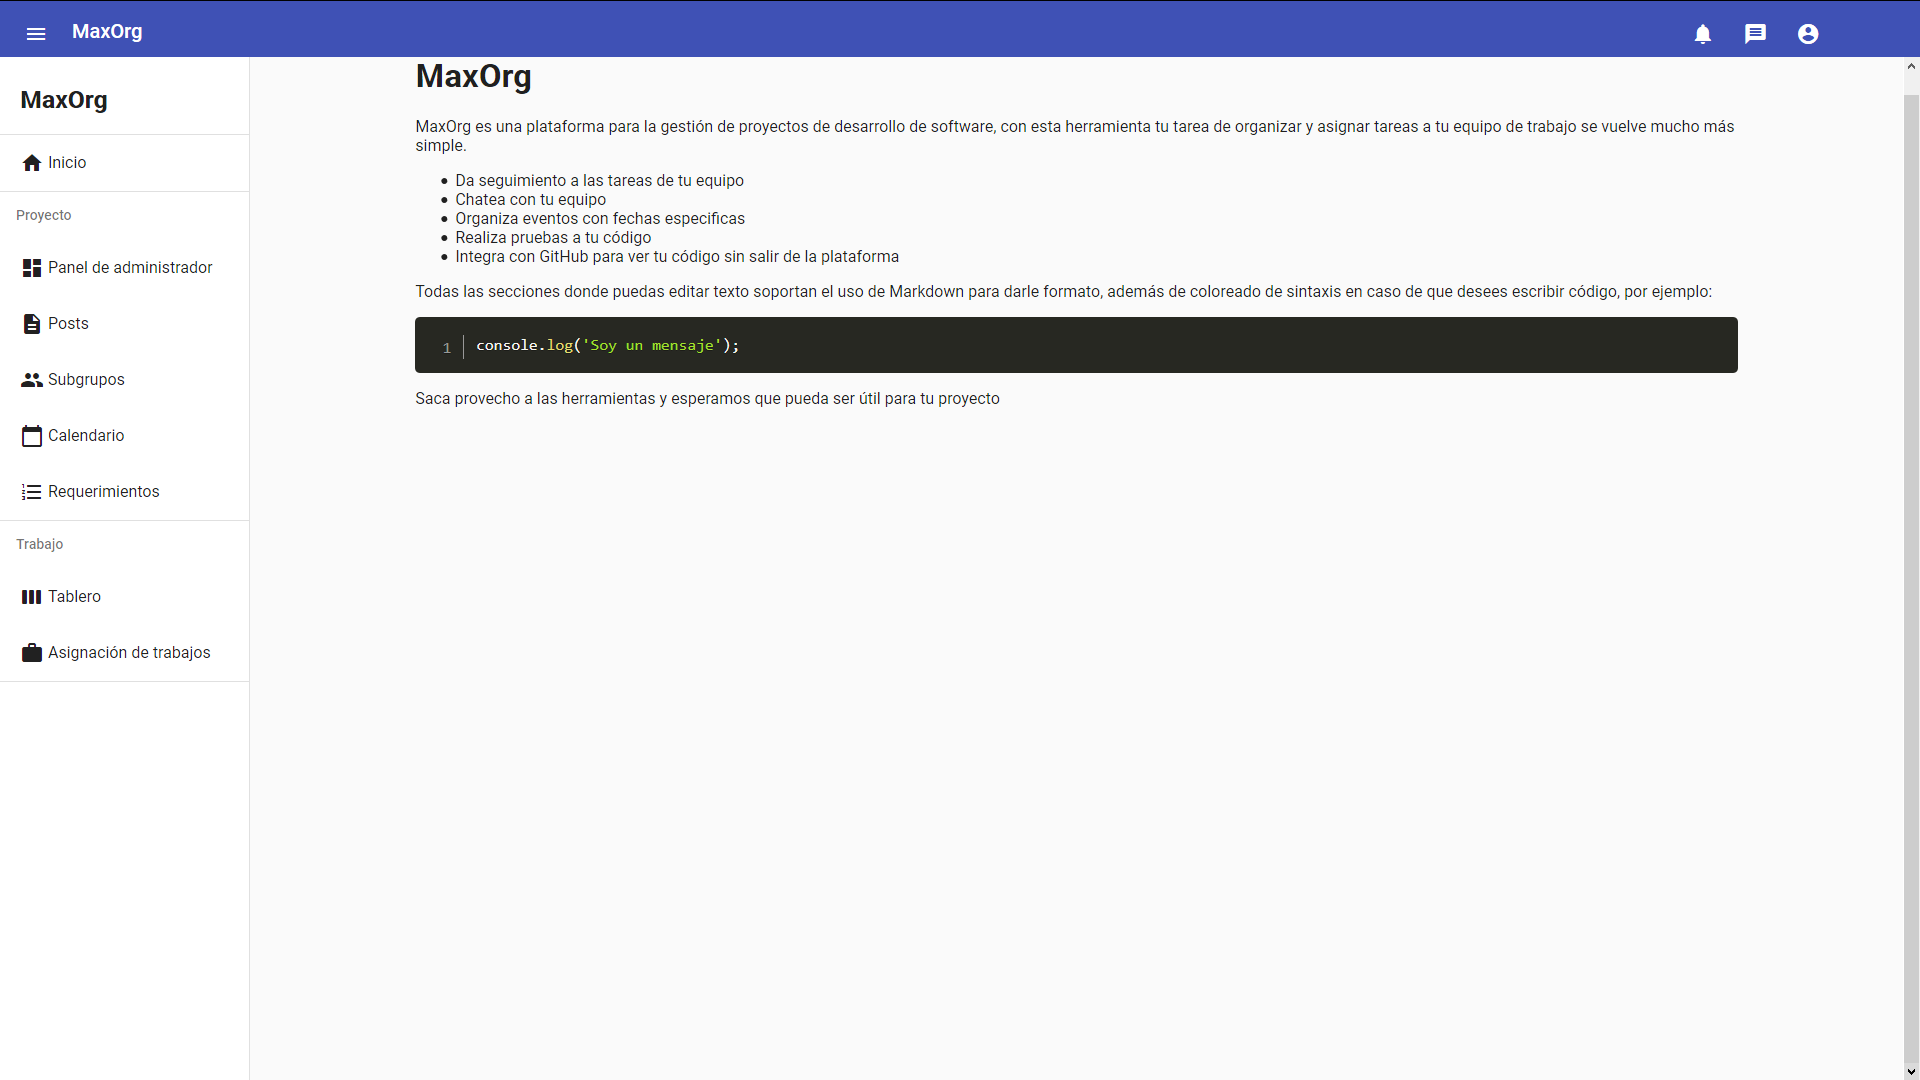 MaxOrg
MaxOrg
Inicio
Proyecto
Panel de administrador
Posts
Subgrupos
Calendario
Requerimientos
Trabajo
Tablero
Asignación de trabajos
MaxOrg
MaxOrg es una plataforma para la gestión de proyectos de desarrollo de software, con esta herramienta tu tarea de organizar y asignar tareas a tu equipo de trabajo se vuelve mucho más
simple.
Da seguimiento a las tareas de tu equipo
Chatea con tu equipo
Organiza eventos con fechas especificas
Realiza pruebas a tu código
Integra con GitHub para ver tu código sin salir de la plataforma
Todas las secciones donde puedas editar texto soportan el uso de Markdown para darle formato, además de coloreado de sintaxis en caso de que desees escribir código, por ejemplo:
1 console.log('Soy un mensaje');
Saca provecho a las herramientas y esperamos que pueda ser útil para tu proyecto